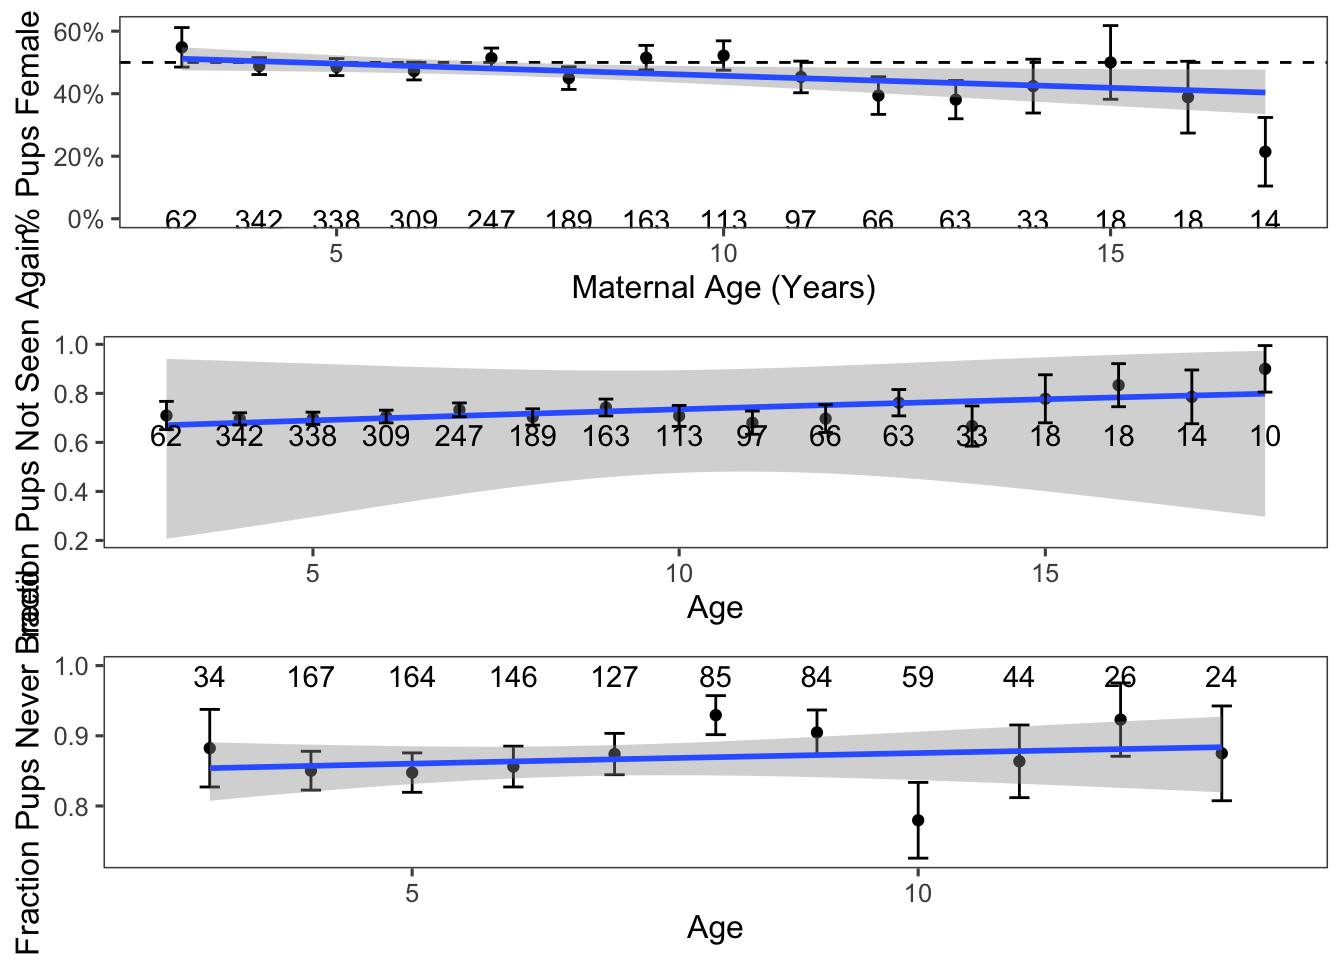 % Pups Female
60%
40%
20%
0%
62 342 338 309 247 189 163 113 97 66 63 33 18 18 14
5 10 15
Maternal Age (Years)
Fraction Pups Not Seen Again
1.0
0.8
0.6
0.4
0.2
62 342 338 309 247 189 163 113 97 66 63 33 18 18 14 10
5 10 15
Age
Fraction Pups Never Bred
1.0
0.9
0.8
34 167 164 146 127 85 84 59 44 26 24
5 10
Age